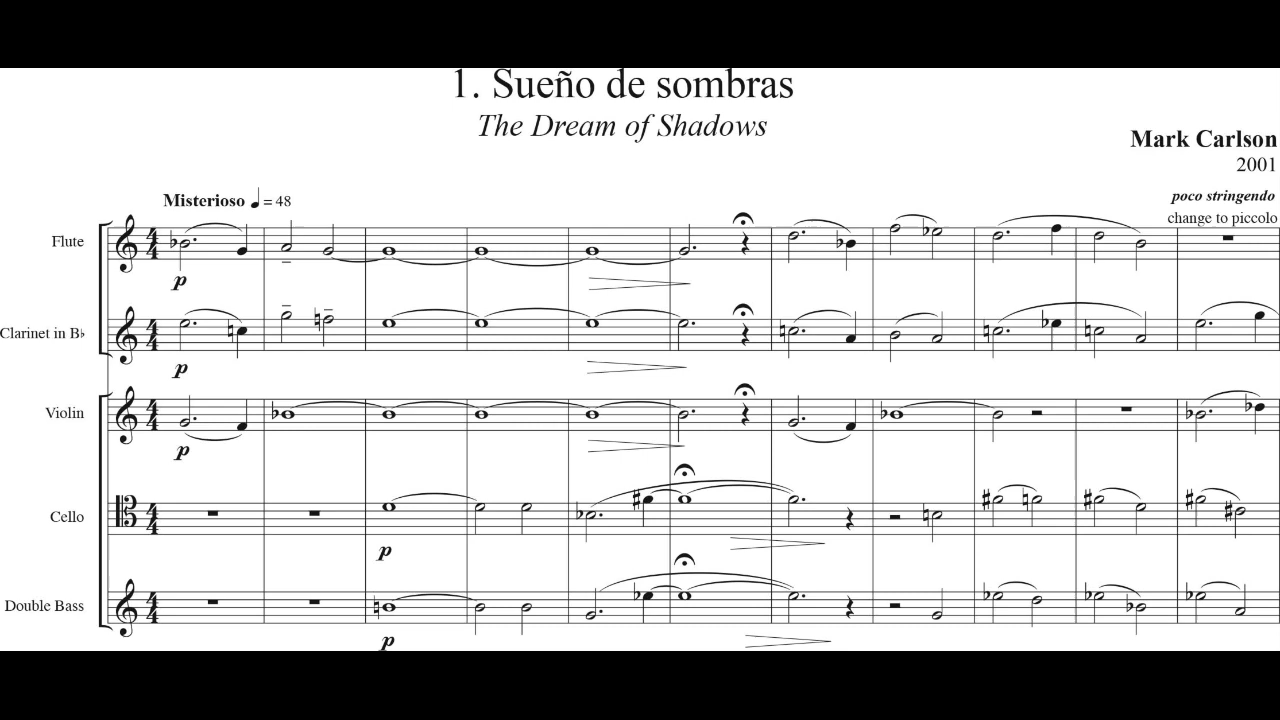 1. Sueño de sombras
The Dream of Shadows
Mark Carlson
2001
Misterioso ♩ = 48
poco stringendo
change to piccolo
Flute
p
Clarinet in B♭
p
Violin
p
Cello
p
Double Bass
p